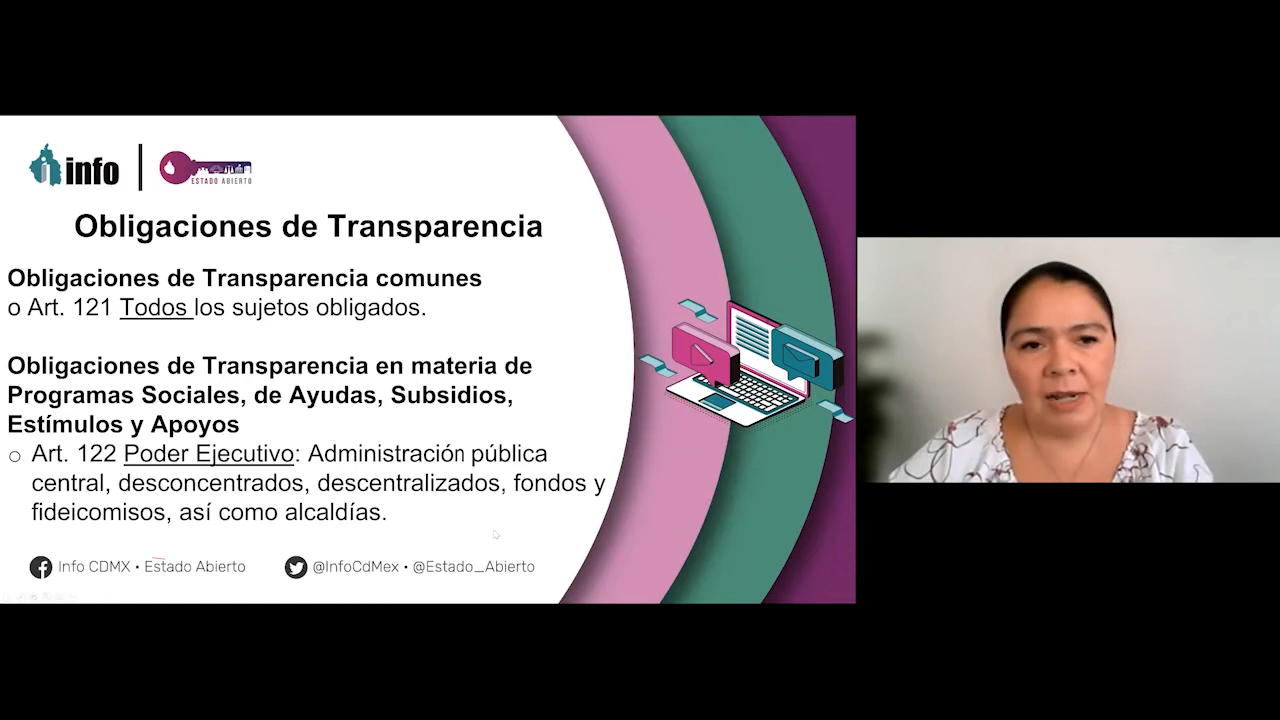 info
ESTADO ABIERTO
Obligaciones de Transparencia
Obligaciones de Transparencia comunes
o Art. 121 Todos los sujetos obligados.
Obligaciones de Transparencia en materia de
Programas Sociales, de Ayudas, Subsidios,
Estímulos y Apoyos
o Art. 122 Poder Ejecutivo: Administración pública
central, desconcentrados, descentralizados, fondos y
fideicomisos, así como alcaldías.
Info CDMX • Estado Abierto
@InfoCdMex • @Estado_Abierto